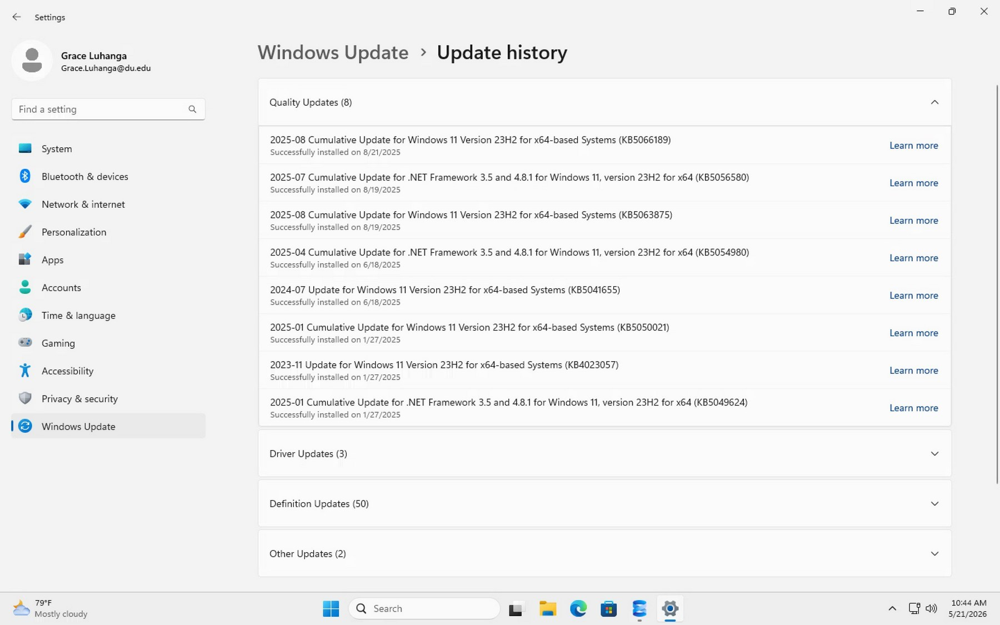 Settings
Grace Luhanga
Grace.Luhanga@du.edu
Find a setting
System
Bluetooth & devices
Network & internet
Personalization
Apps
Accounts
Time & language
Gaming
Accessibility
Privacy & security
Windows Update
Windows Update > Update history
Quality Updates (8)
2025-08 Cumulative Update for Windows 11 Version 23H2 for x64-based Systems (KB5066189)
Successfully installed on 8/21/2025
Learn more
2025-07 Cumulative Update for .NET Framework 3.5 and 4.8.1 for Windows 11, version 23H2 for x64 (KB5056580)
Successfully installed on 8/19/2025
Learn more
2025-08 Cumulative Update for Windows 11 Version 23H2 for x64-based Systems (KB5063875)
Successfully installed on 8/19/2025
Learn more
2025-04 Cumulative Update for .NET Framework 3.5 and 4.8.1 for Windows 11, version 23H2 for x64 (KB5054980)
Successfully installed on 6/18/2025
Learn more
2024-07 Update for Windows 11 Version 23H2 for x64-based Systems (KB5041655)
Successfully installed on 6/18/2025
Learn more
2025-01 Cumulative Update for Windows 11 Version 23H2 for x64-based Systems (KB5050021)
Successfully installed on 1/27/2025
Learn more
2023-11 Update for Windows 11 Version 23H2 for x64-based Systems (KB4023057)
Successfully installed on 1/27/2025
Learn more
2025-01 Cumulative Update for .NET Framework 3.5 and 4.8.1 for Windows 11, version 23H2 for x64 (KB5049624)
Successfully installed on 1/27/2025
Learn more
Driver Updates (3)
Definition Updates (50)
Other Updates (2)
79°F
Mostly cloudy
Search
10:44 AM
5/21/2026